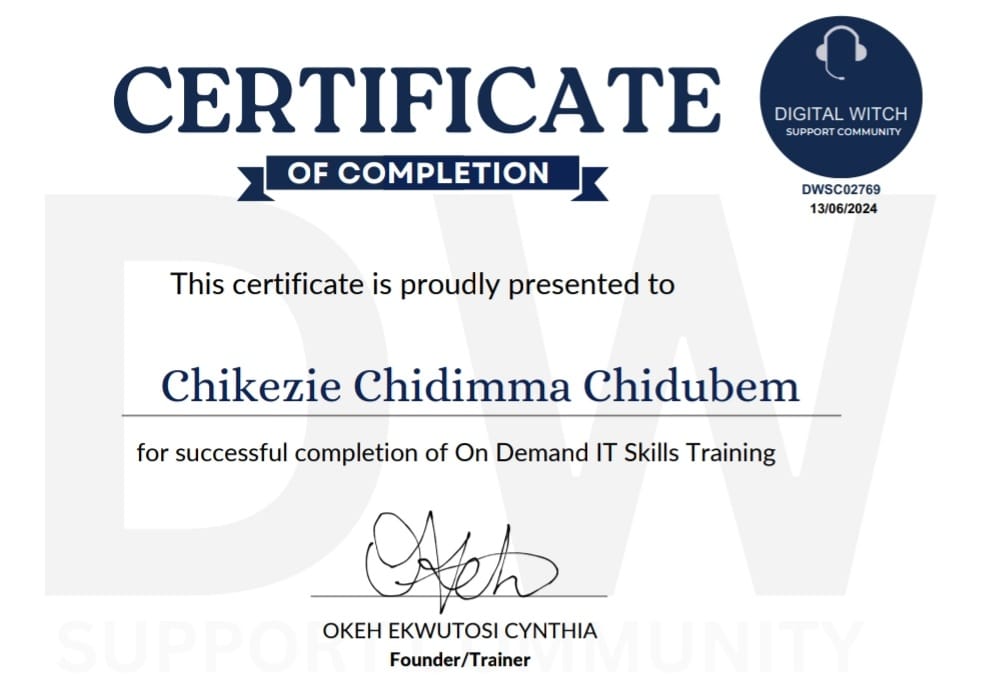 CERTIFICATE
OF COMPLETION
DIGITAL WITCH
SUPPORT COMMUNITY
DWSC02769
13/06/2024
This certificate is proudly presented to
Chikezie Chidimma Chidubem
for successful completion of On Demand IT Skills Training
Okeh
OKEH EKWUTOSI CYNTHIA
Founder/Trainer
DW
SUPPORT COMMUNITY